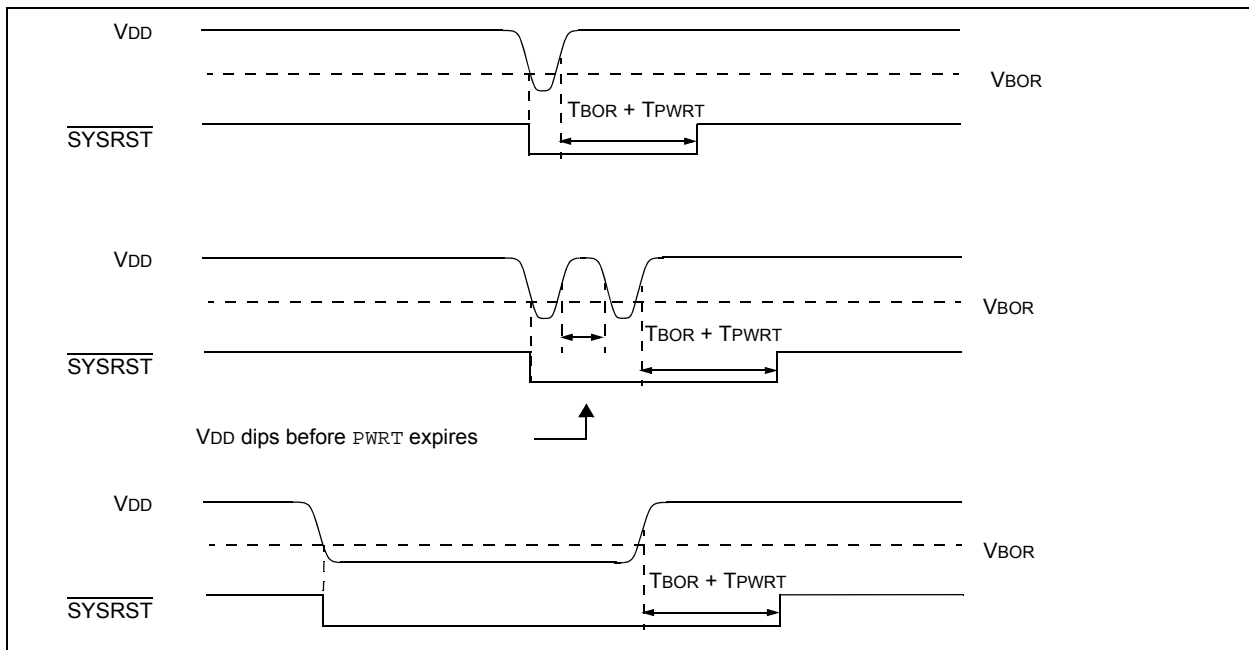 VDD
VBOR
TBOR + TPWRT
SYSRST
VDD
VBOR
TBOR + TPWRT
SYSRST
VDD dips before PWRT expires
VDD
VBOR
TBOR + TPWRT
SYSRST